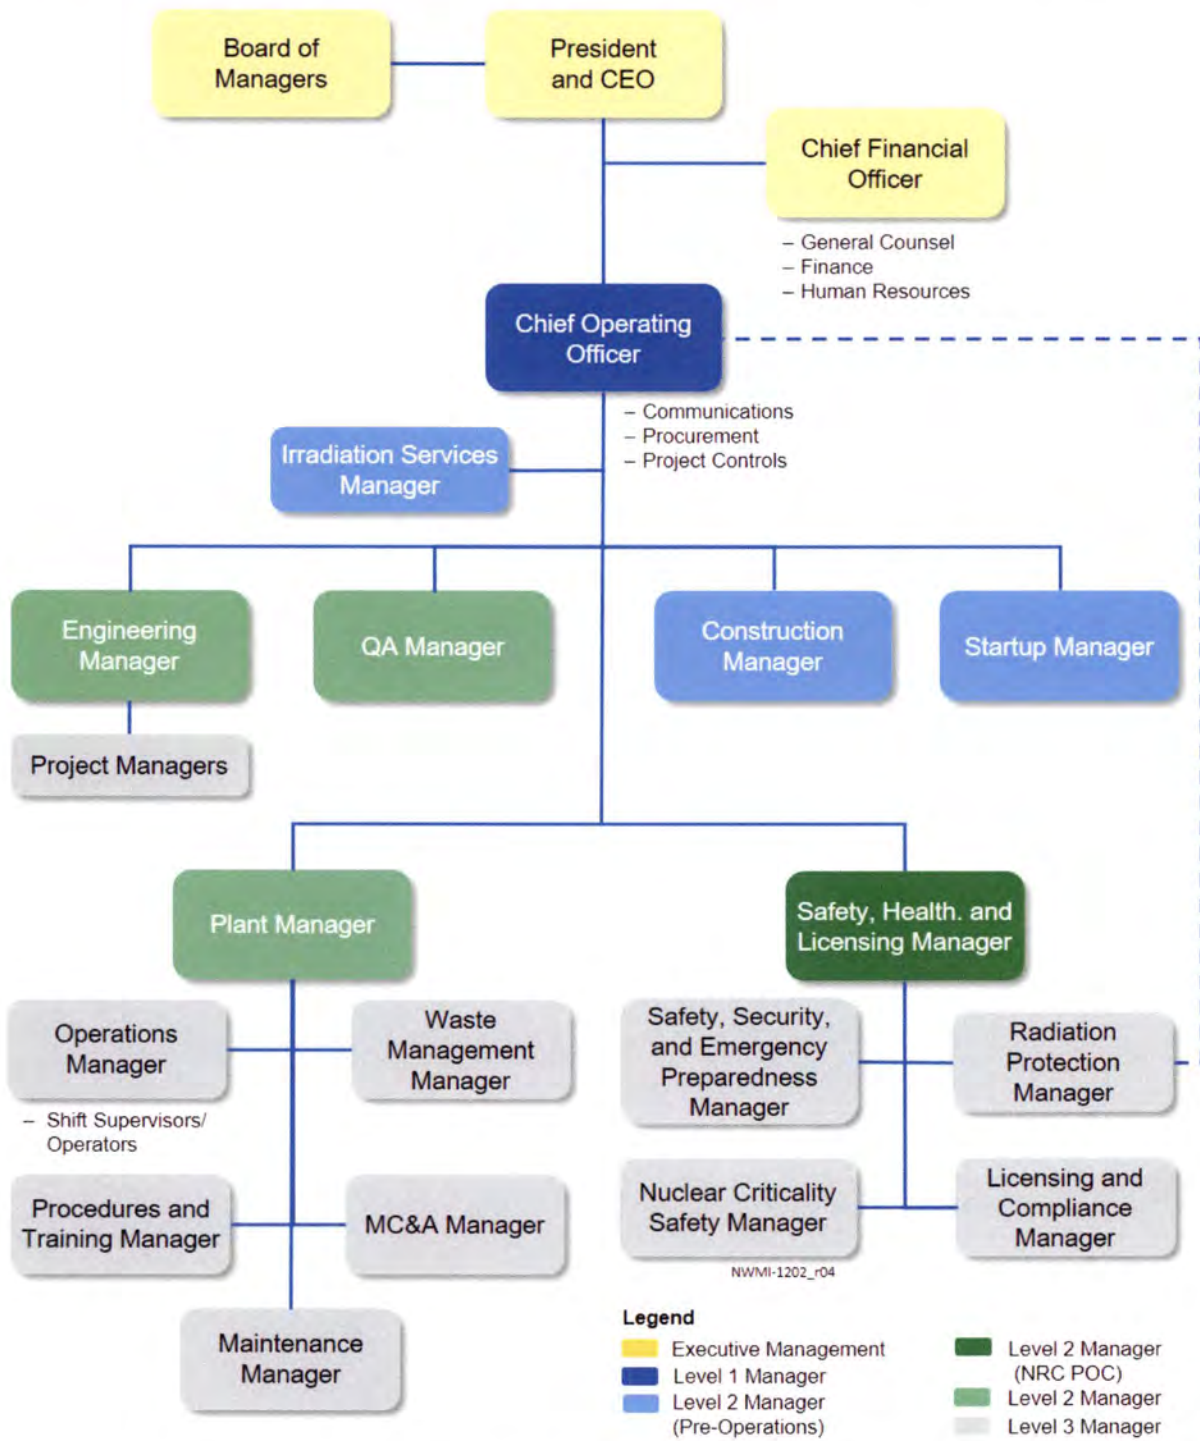 Board of
Managers
President
and CEO
Chief Financial
Officer
– General Counsel
– Finance
– Human Resources
Chief Operating
Officer
– Communications
– Procurement
– Project Controls
Irradiation Services
Manager
Engineering
Manager
QA Manager
Construction
Manager
Startup Manager
Project Managers
Plant Manager
Safety, Health. and
Licensing Manager
Operations
Manager
– Shift Supervisors/
Operators
Waste
Management
Manager
Safety, Security,
and Emergency
Preparedness
Manager
Radiation
Protection
Manager
Procedures and
Training Manager
MC&A Manager
Nuclear Criticality
Safety Manager
Licensing and
Compliance
Manager
NWMI-1202_r04
Maintenance
Manager
Legend
Executive Management
Level 1 Manager
Level 2 Manager
(Pre-Operations)
Level 2 Manager
(NRC POC)
Level 2 Manager
Level 3 Manager